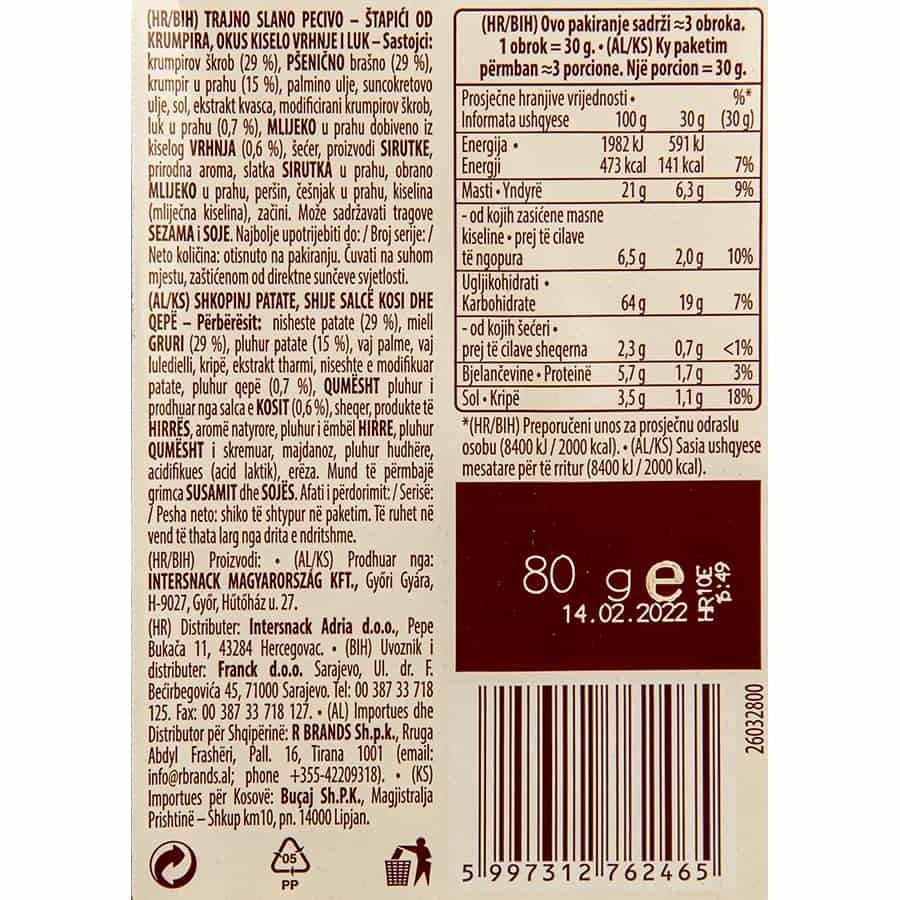 (HR/BIH) TRAJNO SLANO PECIVO – ŠTAPIĆI OD
KRUMPIRA, OKUS KISELO VRHNJE I LUK – Sastojci:
krumpirov škrob (29 %), PŠENIČNO brašno (29 %),
krumpir u prahu (15 %), palmino ulje, suncokretovo
ulje, sol, ekstrakt kvasca, modificirani krumpirov škrob,
luk u prahu (0,7 %), MLIJEKO u prahu dobiveno iz
kiselog VRHNJA (0,6 %), šećer, proizvodi SIRUTKE,
prirodna aroma, slatka SIRUTKA u prahu, obrano
MLIJEKO u prahu, peršin, češnjak u prahu, kiselina
(mliječna kiselina), začini. Može sadržavati tragove
SEZAMA i SOJE. Najbolje upotrijebiti do: / Broj serije: /
Neto količina: otisnuto na pakiranju. Čuvati na suhom
mjestu, zaštićenom od direktne sunčeve svjetlosti.
(AL/KS) SHKOPINJ PATATE, SHIJE SALCË KOSI DHE
QEPË – Përbërësit: nisheste patate (29 %), miell
GRURI (29 %), pluhur patate (15 %), vaj palme, vaj
luledielli, kripë, ekstrakt tharmi, niseshte e modifikuar
patate, pluhur qepë (0,7 %), QUMËSHT pluhur i
prodhuar nga salca e KOSIT (0,6 %), sheqer, produkte të
HIRRËS, aromë natyrore, pluhur i ëmbël HIRRE, pluhur
QUMËSHT i skremuar, majdanoz, pluhur hudhëre,
acidifikues (acid laktik), erëza. Mund të përmbajë
grimca SUSAMIT dhe SOJËS. Afati i përdorimit: / Serisë:
/ Pesha neto: shiko të shtypur në paketim. Të ruhet në
vend të thata larg nga drita e ndritshme.
(HR/BIH) Proizvodi: • (AL/KS) Prodhuar nga:
INTERSNACK MAGYARORSZÁG KFT., Győri Gyára,
H-9027, Győr, Hűtőház u. 27.
(HR) Distributer: Intersnack Adria d.o.o., Pepe
Bukača 11, 43284 Hercegovac. • (BIH) Uvoznik i
distributer: Franck d.o.o. Sarajevo, Ul. dr. F.
Bećirbegovića 45, 71000 Sarajevo. Tel: 00 387 33 718
125. Fax: 00 387 33 718 127. • (AL) Importues dhe
Distributor për Shqipërinë: R BRANDS Sh.p.k., Rruga
Abdyl Frashëri, Pall. 16, Tirana 1001 (email:
info@rbrands.al; phone +355-42209318). • (KS)
Importues për Kosovë: Buçaj Sh.P.K., Magjistralja
Prishtinë – Shkup km10, pn. 14000 Lipjan.
05
PP
(HR/BIH) Ovo pakiranje sadrži ≈3 obroka.
1 obrok = 30 g. • (AL/KS) Ky paketim
përmban ≈3 porcione. Një porcion = 30 g.
Prosječne hranjive vrijednosti • %*
Informata ushqyese 100 g 30 g (30 g)
Energija • 1982 kJ 591 kJ
Energji 473 kcal 141 kcal 7%
Masti • Yndyrë 21 g 6,3 g 9%
- od kojih zasićene masne
kiseline • prej të cilave
të ngopura 6,5 g 2,0 g 10%
Ugljikohidrati •
Karbohidrate 64 g 19 g 7%
- od kojih šećeri •
prej të cilave sheqerna 2,3 g 0,7 g <1%
Bjelančevine • Proteinë 5,7 g 1,7 g 3%
Sol • Kripë 3,5 g 1,1 g 18%
*(HR/BIH) Preporučeni unos za prosječnu odraslu
osobu (8400 kJ / 2000 kcal). • (AL/KS) Sasia ushqyese
mesatare për të rritur (8400 kJ / 2000 kcal).
80 g e
14.02.2022
HR10E
15:49
26032800
5 997312 762465